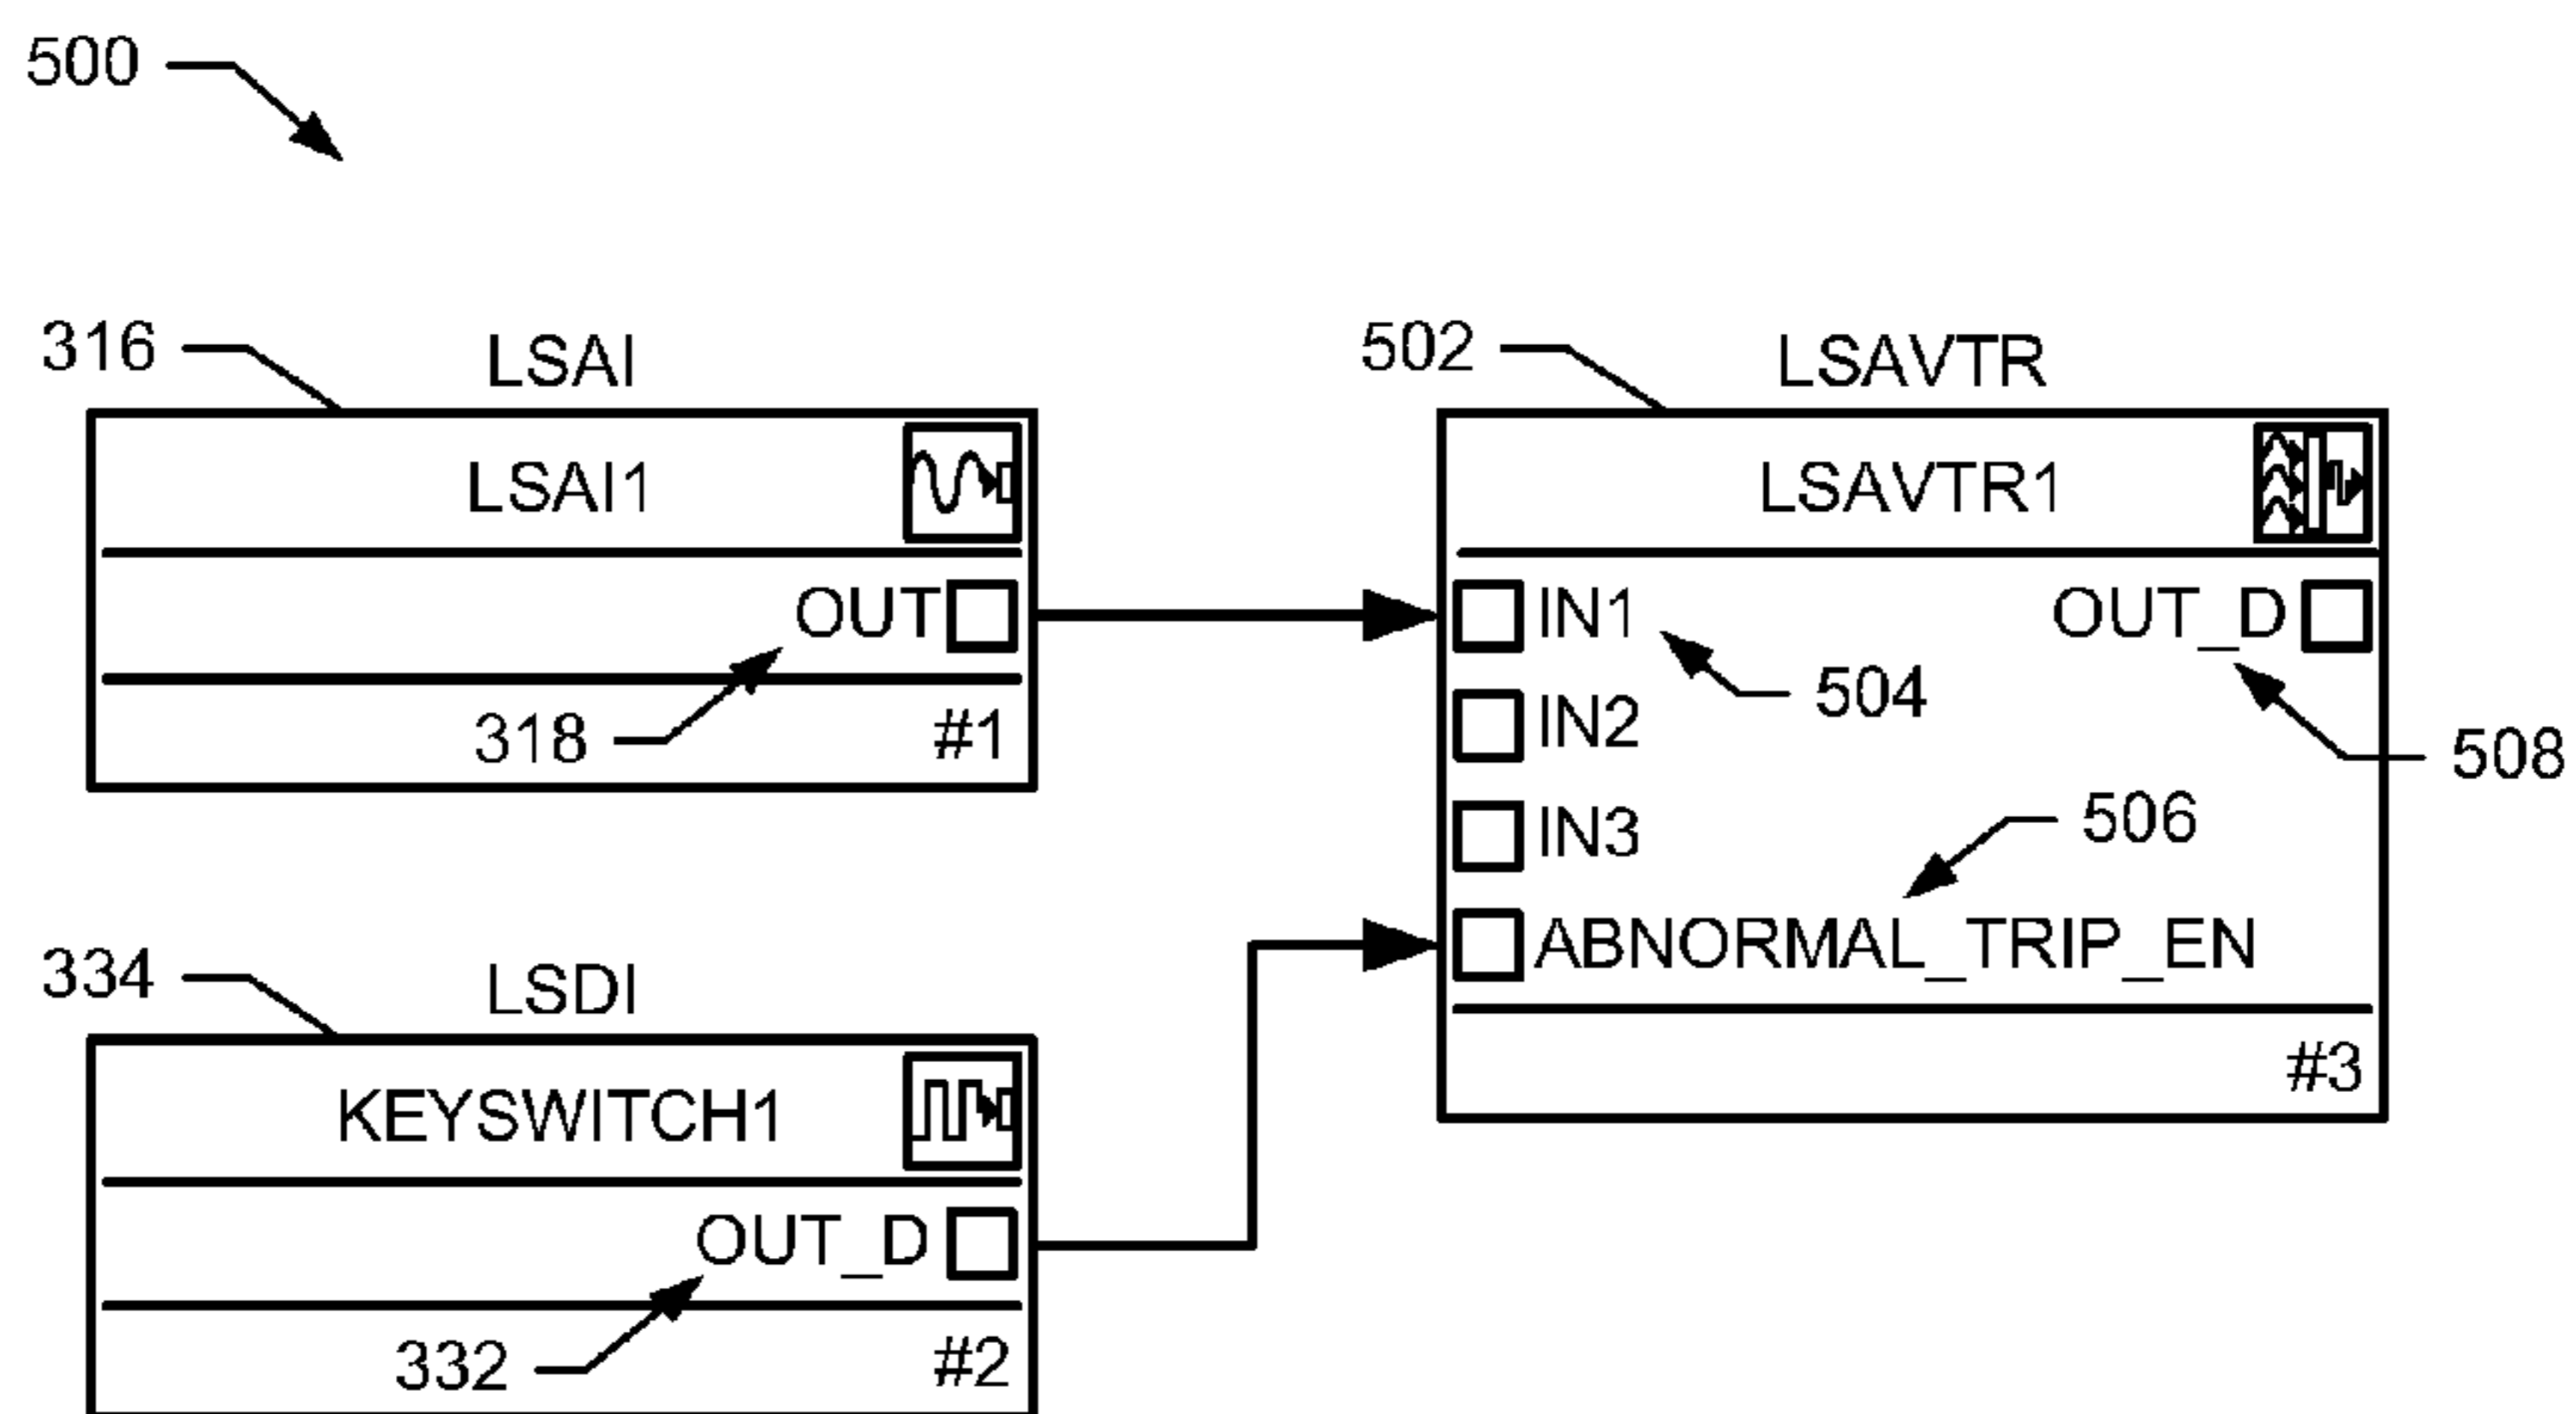 500
316
LSAI
LSAI1
OUT
318
#1
334
LSDI
KEYSWITCH1
OUT_D
332
#2
502
LSAVTR
LSAVTR1
IN1
504
OUT_D
508
IN2
IN3
506
ABNORMAL_TRIP_EN
#3